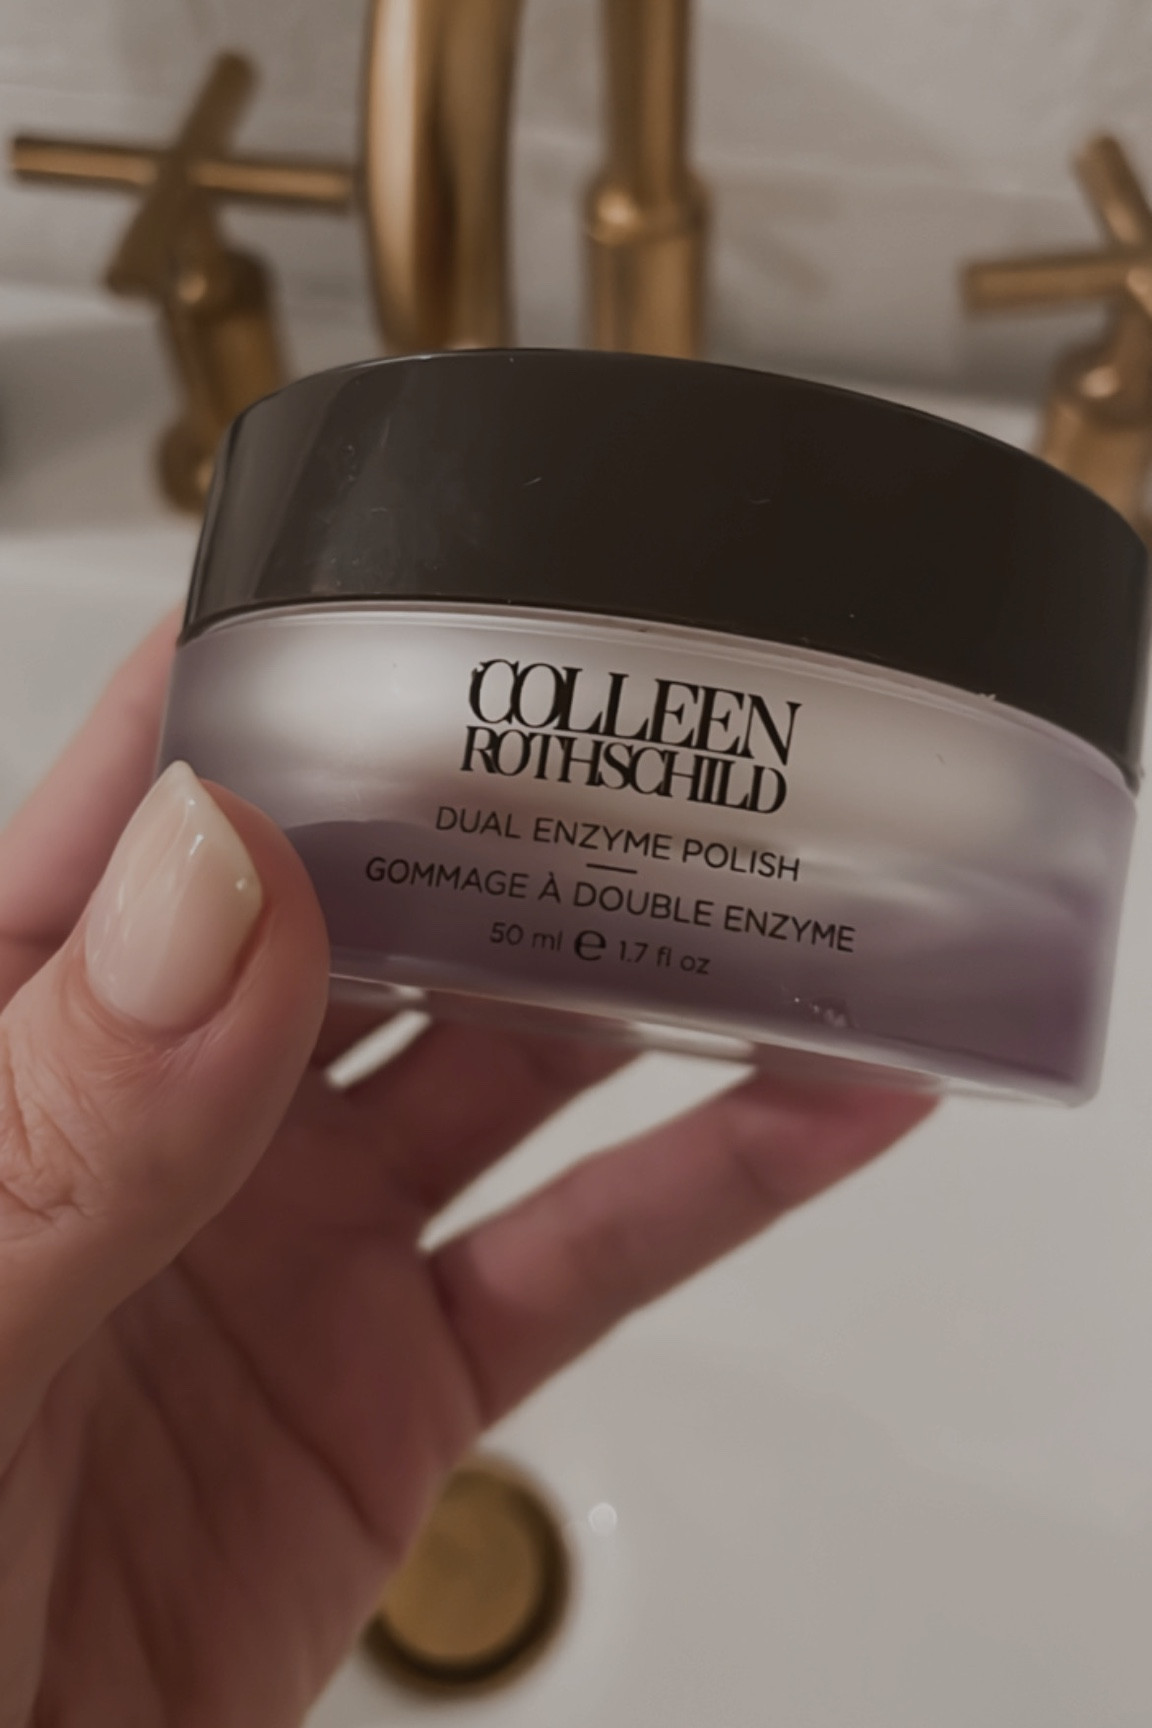 COLLEEN
ROTHSCHILD
DUAL ENZYME POLISH
GOMMAGE À DOUBLE ENZYME
50 ml ℮ 1.7 fl oz